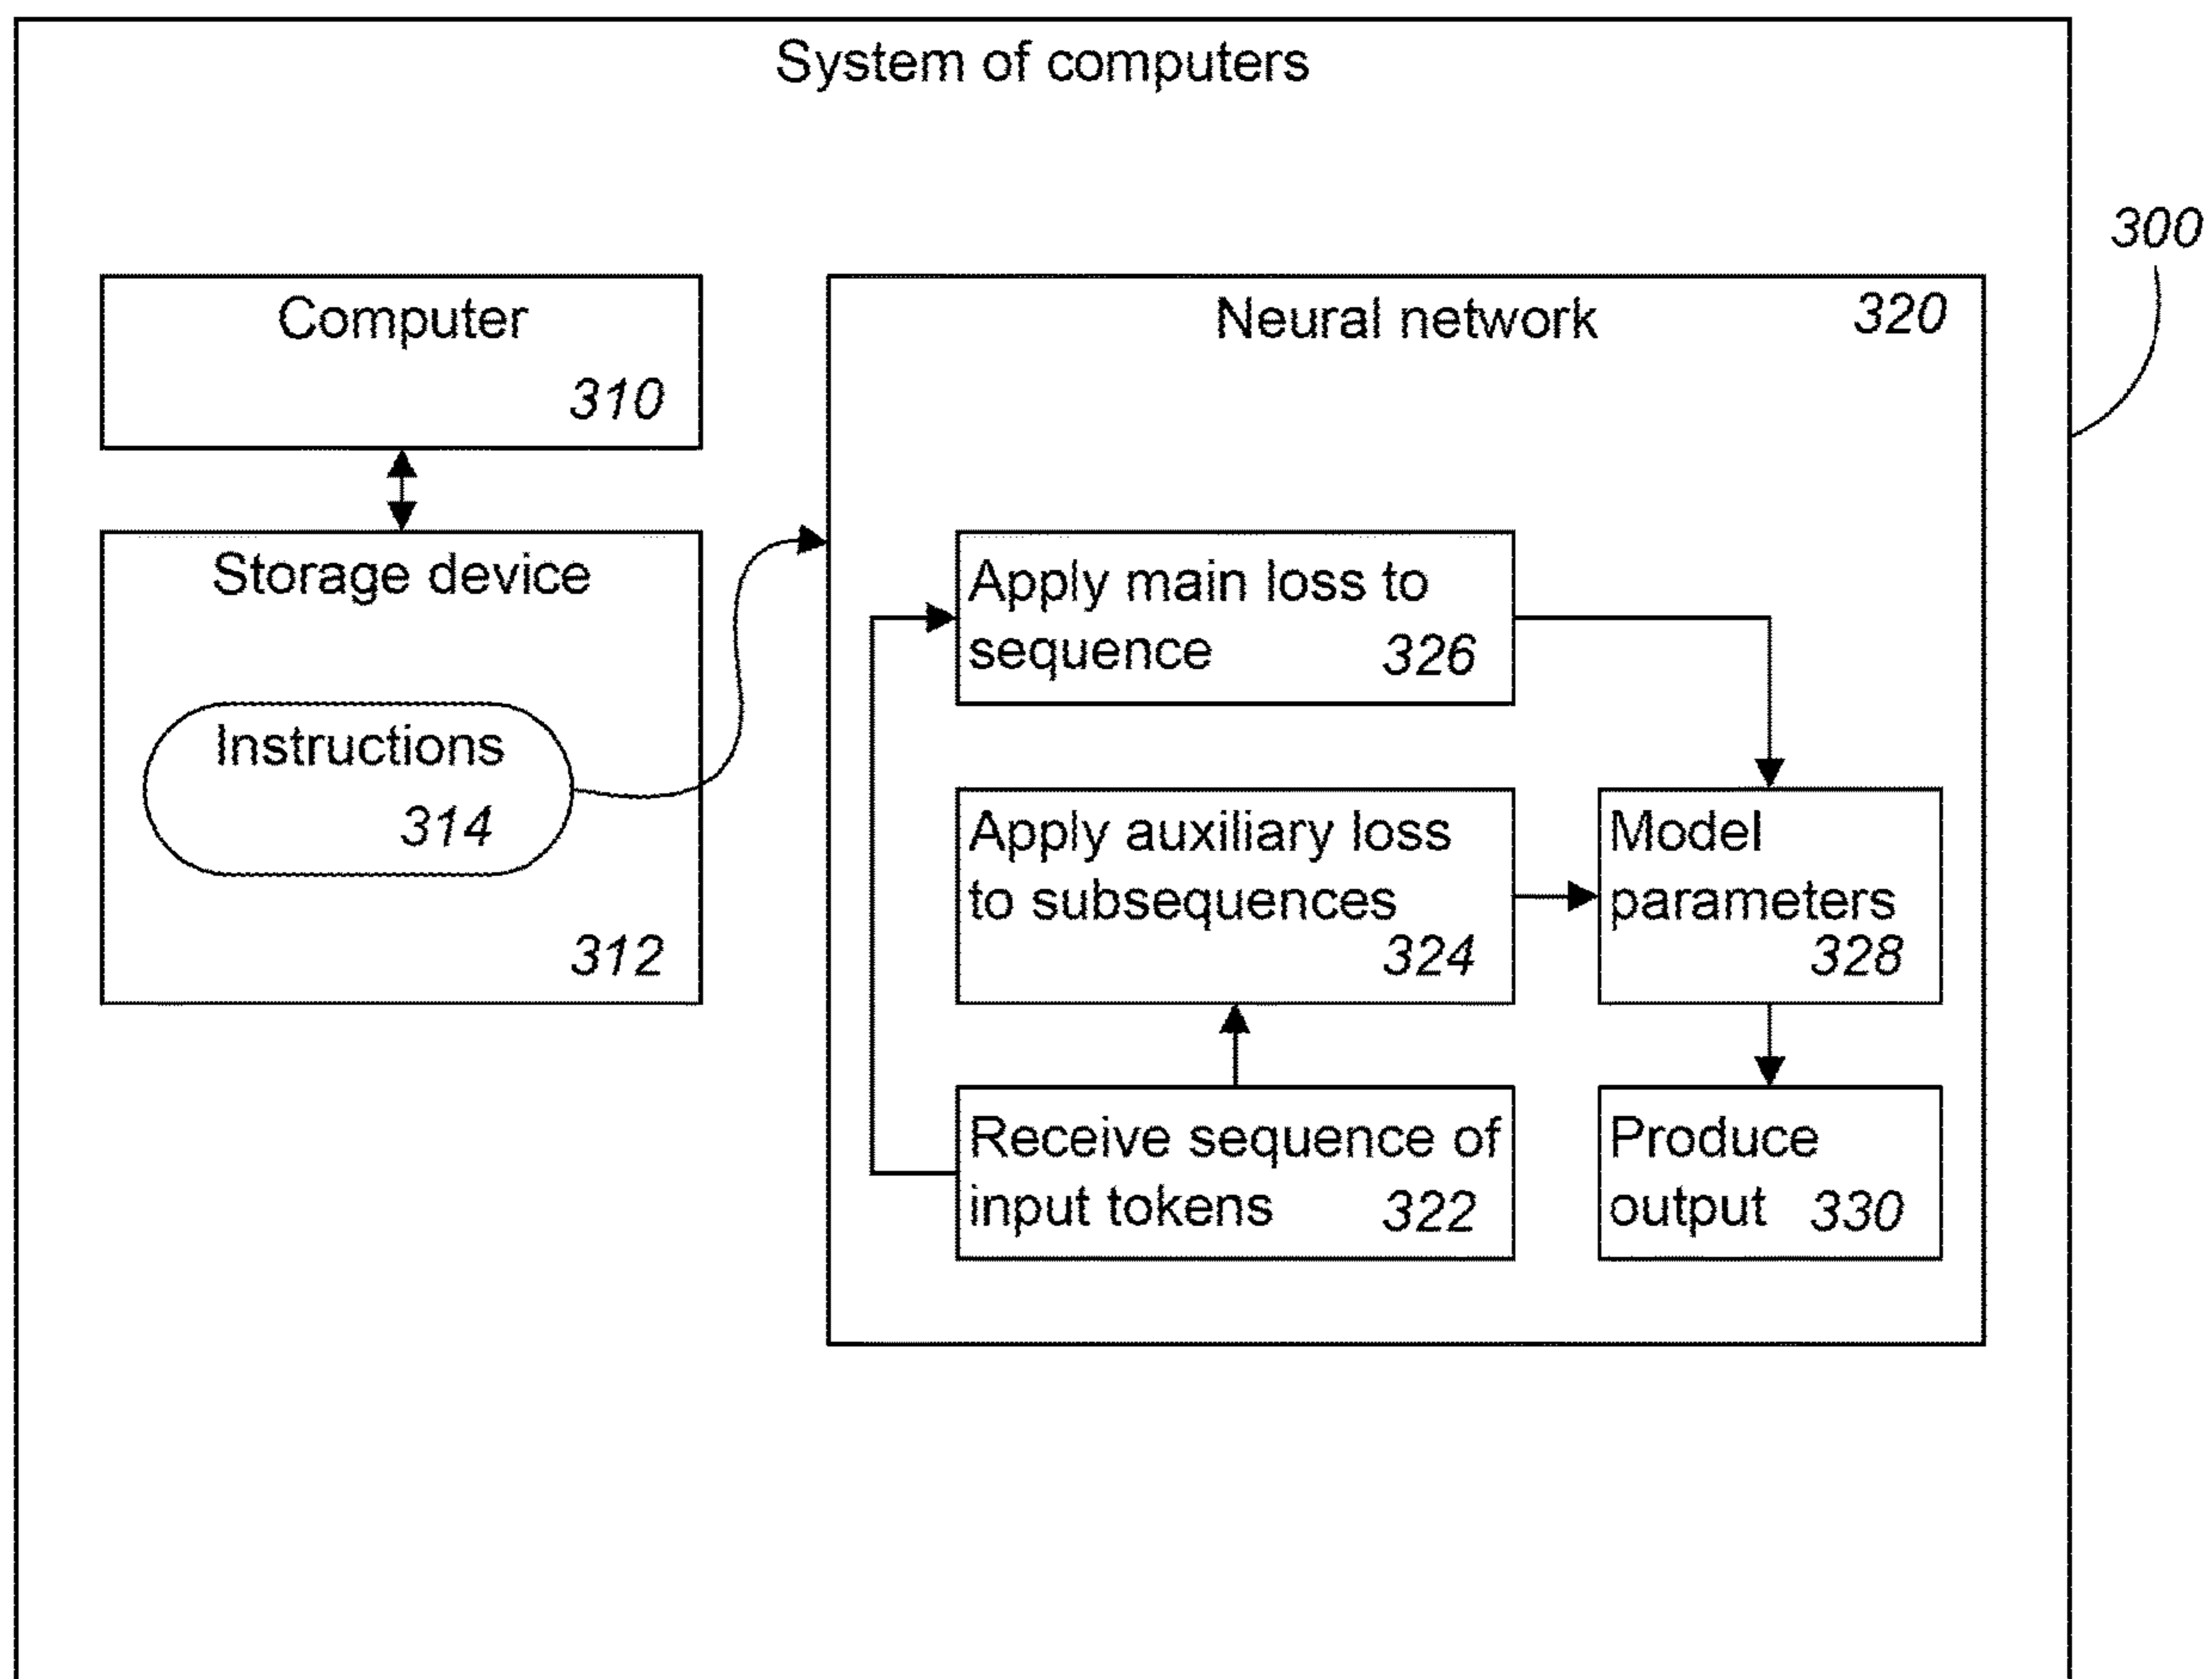 System of computers
300
Computer
310
Storage device
Instructions
314
312
Neural network
320
Apply main loss to
sequence 326
Apply auxiliary loss
to subsequences
324
Model
parameters
328
Receive sequence of
input tokens 322
Produce
output 330